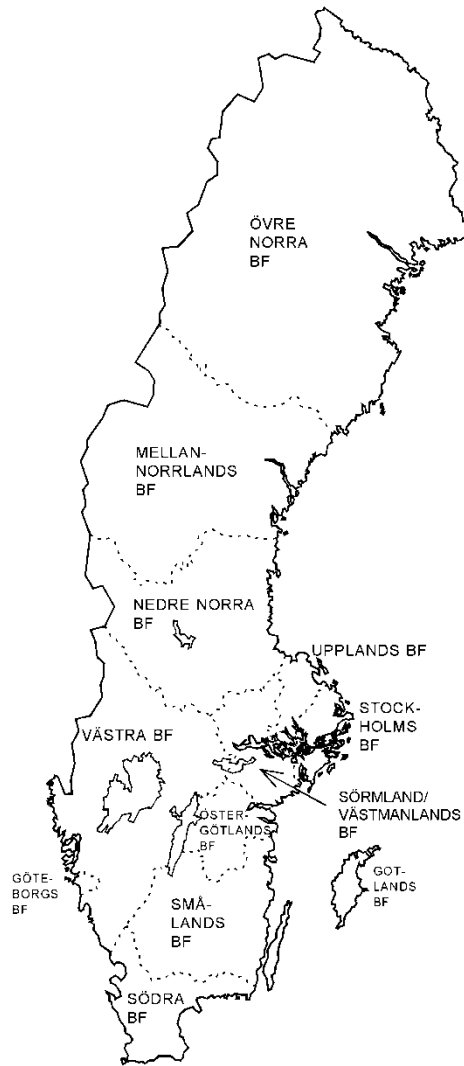 ÖVRE
NORRA
BF
MELLAN-
NORRLANDS
BF
NEDRE NORRA
BF
UPPLANDS BF
STOCK-
HOLMS
BF
VÄSTRA BF
SÖRMLAND/
VÄSTMANLANDS
BF
ÖSTER-
GÖTLANDS
BF
GÖTE-
BORGS
BF
GOT-
LANDS
BF
SMÅ-
LANDS
BF
SÖDRA
BF